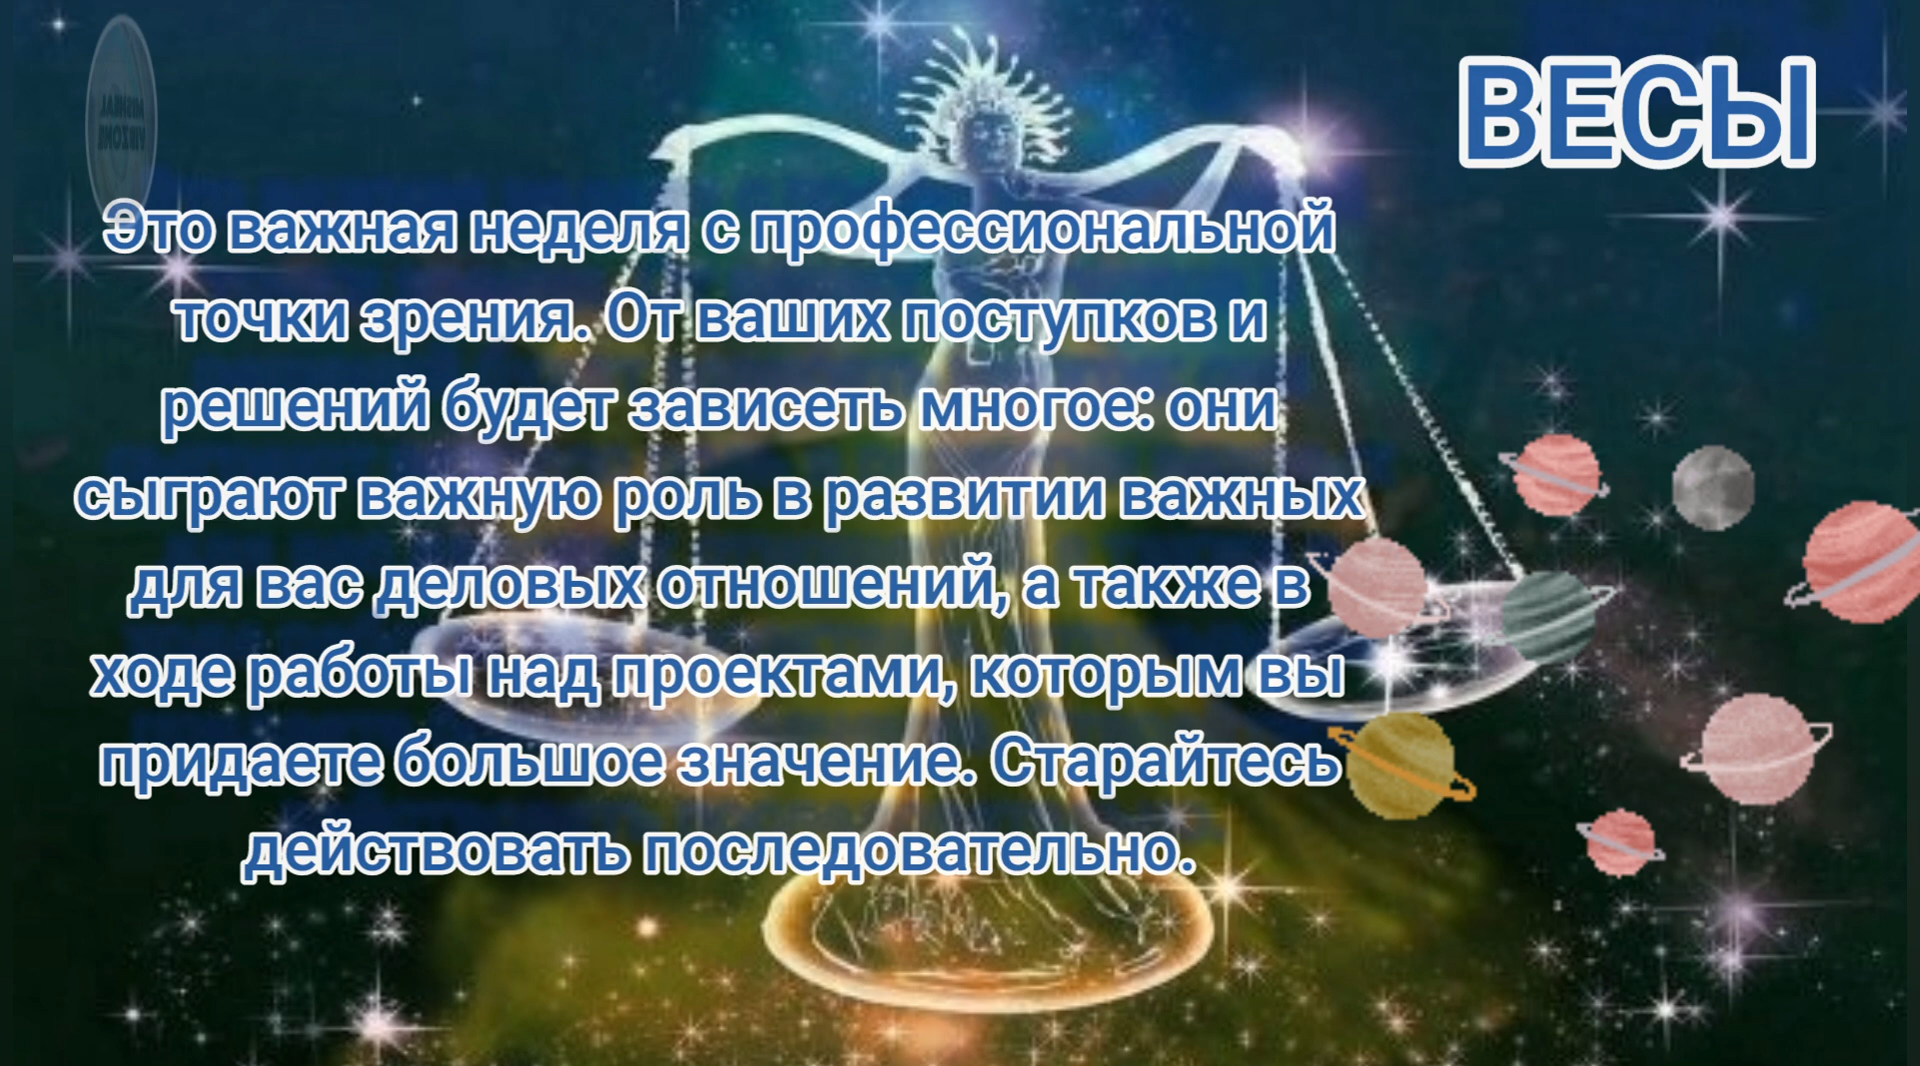 ВЕСЫ
Это важная неделя с профессиональной
точки зрения. От ваших поступков и
решений будет зависеть многое: они
сыграют важную роль в развитии важных
для вас деловых отношений, а также в
ходе работы над проектами, которым вы
придаете большое значение. Старайтесь
действовать последовательно.